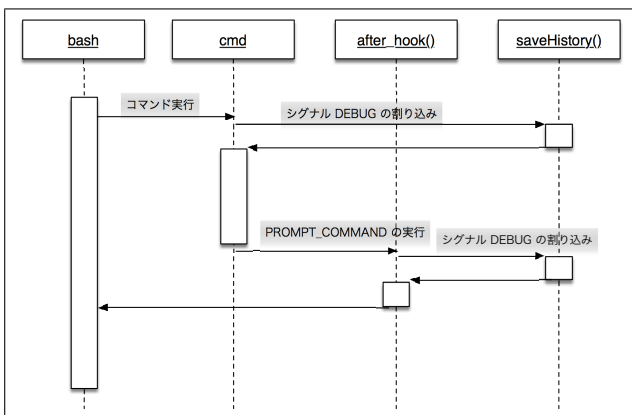 bash
cmd
after_hook()
saveHistory()
コマンド実行
シグナル DEBUG の割り込み
PROMPT_COMMAND の実行
シグナル DEBUG の割り込み